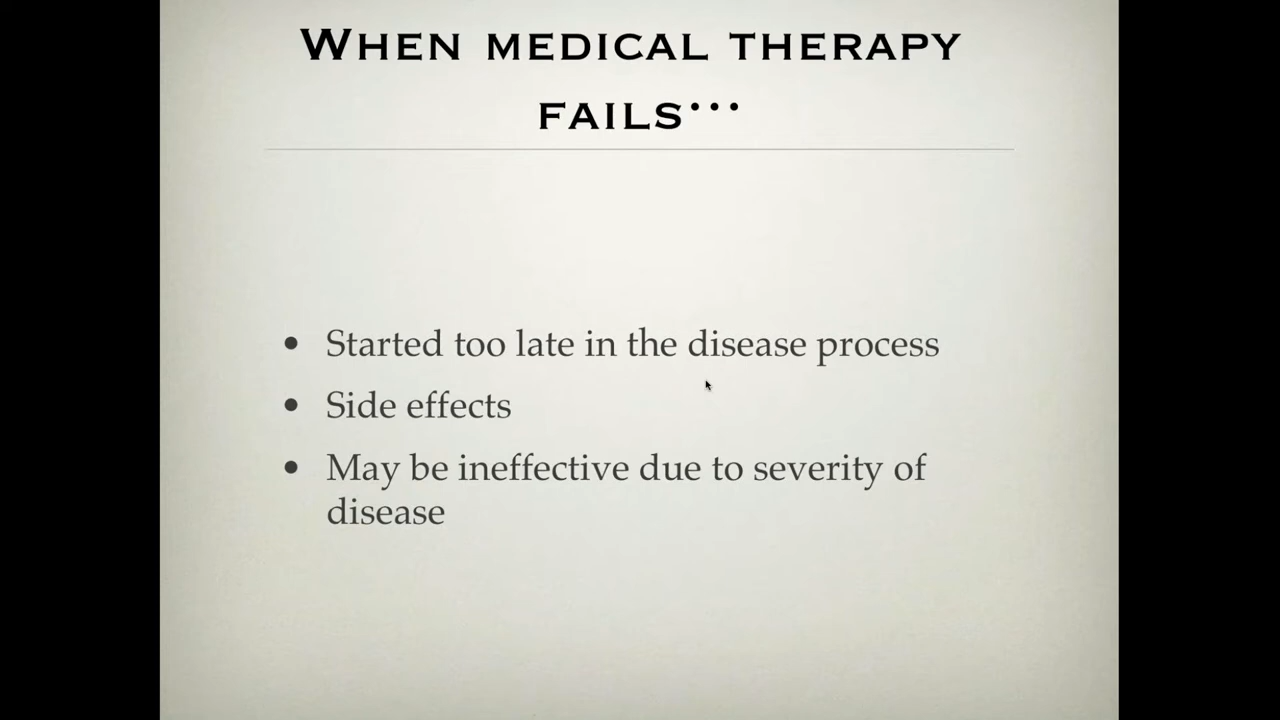 When medical therapy
fails...
• Started too late in the disease process
• Side effects
• May be ineffective due to severity of
disease